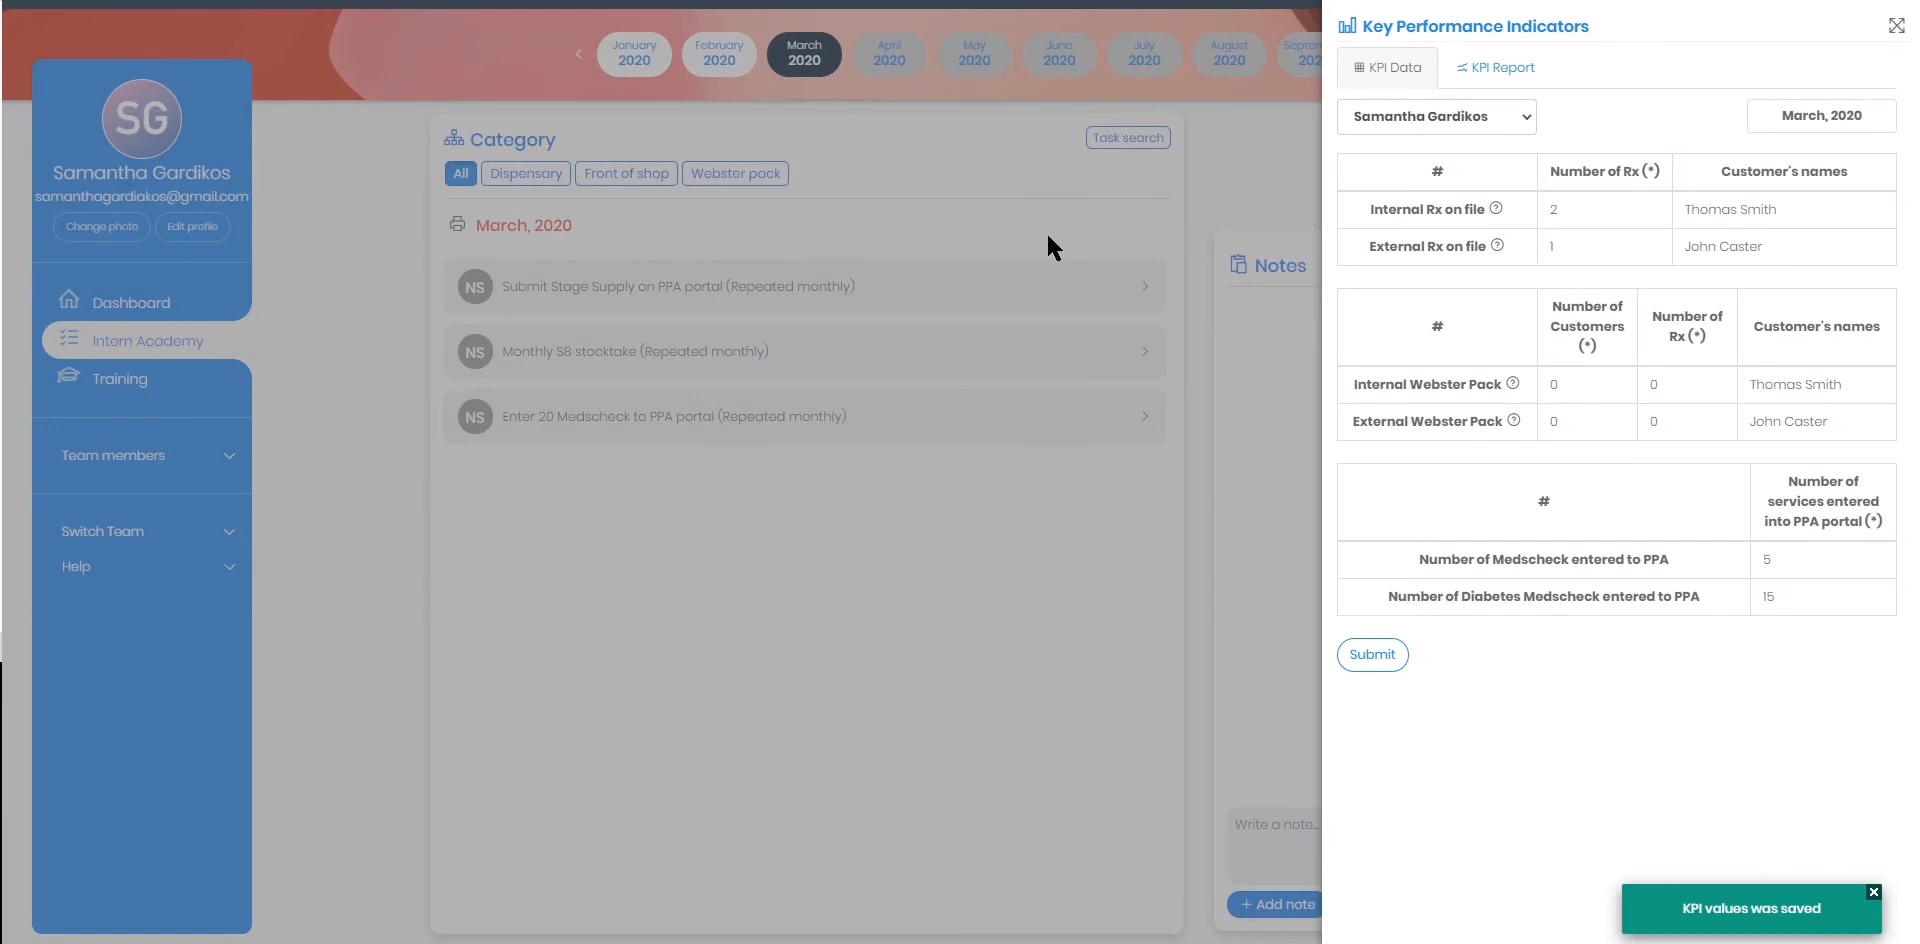 January
2020
February
2020
March
2020
April
2020
May
2020
June
2020
July
2020
August
2020
SG
Samantha Gardikos
samanthagardiakos@gmail.com
Change photo
Edit profile
Dashboard
Intern Academy
Training
Team members
Switch Team
Help
Category
Task search
All
Dispensary
Front of shop
Webster pack
March, 2020
NS
Submit Stage Supply on PPA portal (Repeated monthly)
NS
Monthly S8 stocktake (Repeated monthly)
NS
Enter 20 Medscheck to PPA portal (Repeated monthly)
Notes
Write a note...
+ Add note
Key Performance Indicators
KPI Data
KPI Report
Samantha Gardikos
March, 2020
#
Number of Rx (*)
Customer's names
Internal Rx on file
2
Thomas Smith
External Rx on file
1
John Caster
#
Number of
Customers
(*)
Number of
Rx (*)
Customer's names
Internal Webster Pack
0
0
Thomas Smith
External Webster Pack
0
0
John Caster
#
Number of
services entered
into PPA portal (*)
Number of Medscheck entered to PPA
5
Number of Diabetes Medscheck entered to PPA
15
Submit
KPI values was saved